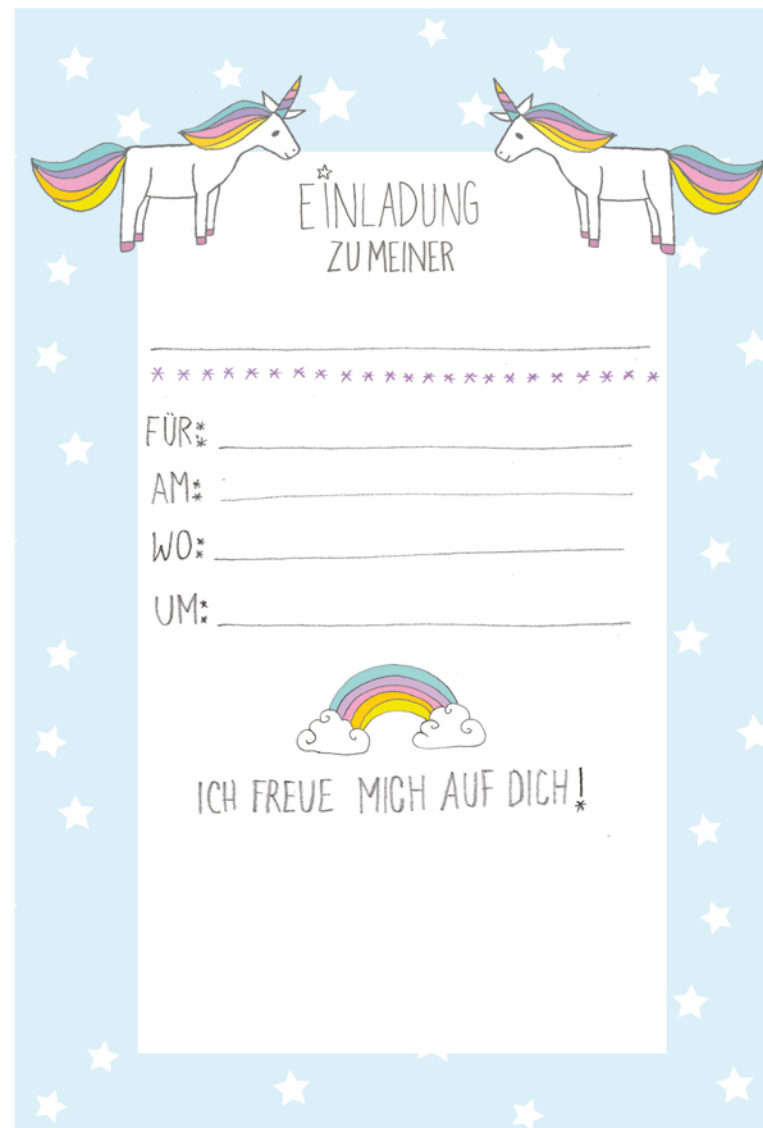 EINLADUNG
ZU MEINER
FÜR:
AM:
WO:
UM:
ICH FREUE MICH AUF DICH!